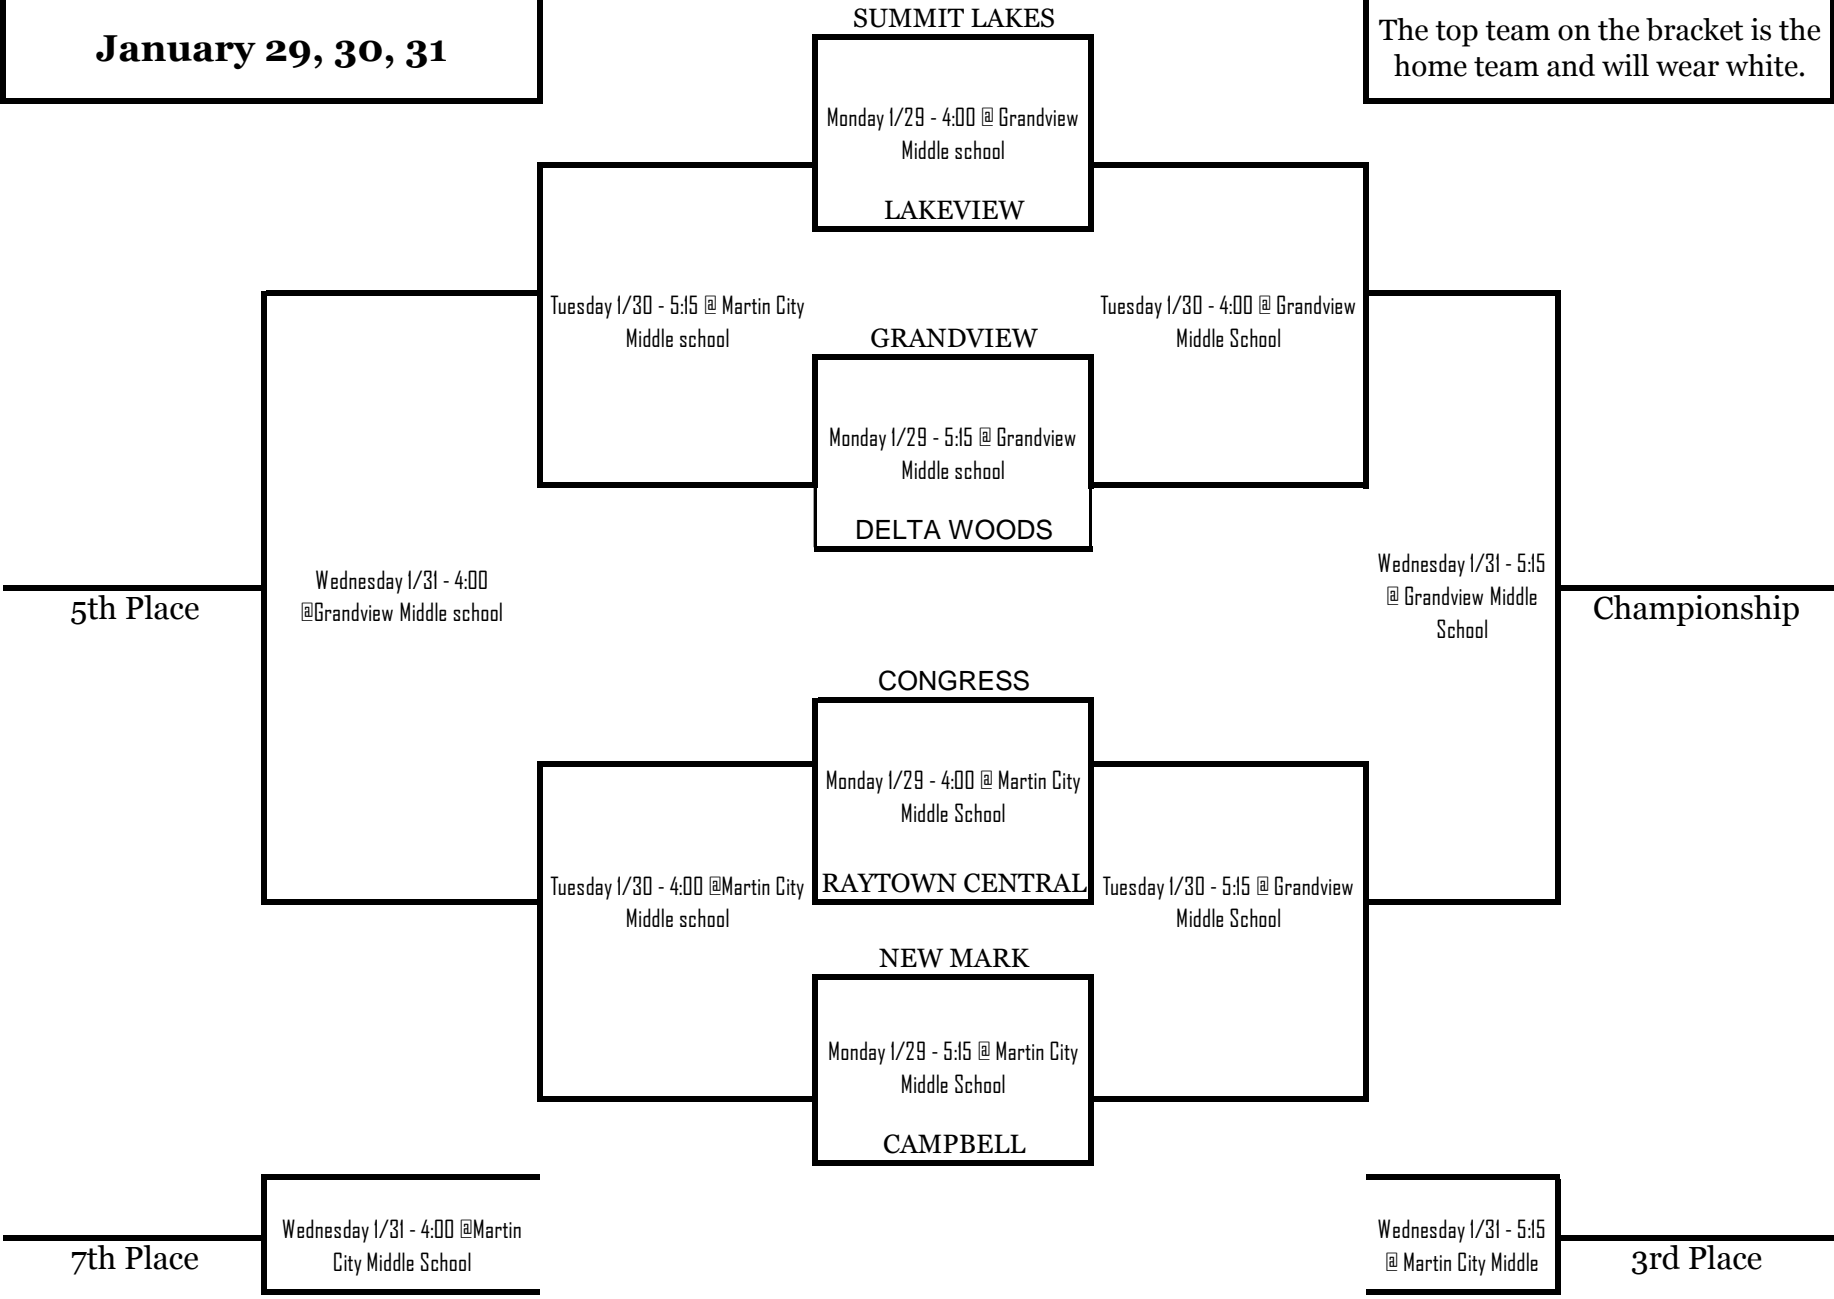 SUMMIT LAKES
January 29, 30, 31
The top team on the bracket is the
home team and will wear white.
Monday 1/29 - 4:00 @ Grandview
Middle school
LAKEVIEW
Tuesday 1/30 - 5:15 @ Martin City
Middle school
Tuesday 1/30 - 4:00 @ Grandview
Middle School
GRANDVIEW
Monday 1/29 - 5:15 @ Grandview
Middle school
DELTA WOODS
Wednesday 1/31 - 4:00
@Grandview Middle school
5th Place
Wednesday 1/31 - 5:15
@ Grandview Middle
School
Championship
CONGRESS
Monday 1/29 - 4:00 @ Martin City
Middle School
RAYTOWN CENTRAL
Tuesday 1/30 - 4:00 @Martin City
Middle school
Tuesday 1/30 - 5:15 @ Grandview
Middle School
NEW MARK
Monday 1/29 - 5:15 @ Martin City
Middle School
CAMPBELL
Wednesday 1/31 - 4:00 @Martin
City Middle School
7th Place
Wednesday 1/31 - 5:15
@ Martin City Middle
3rd Place